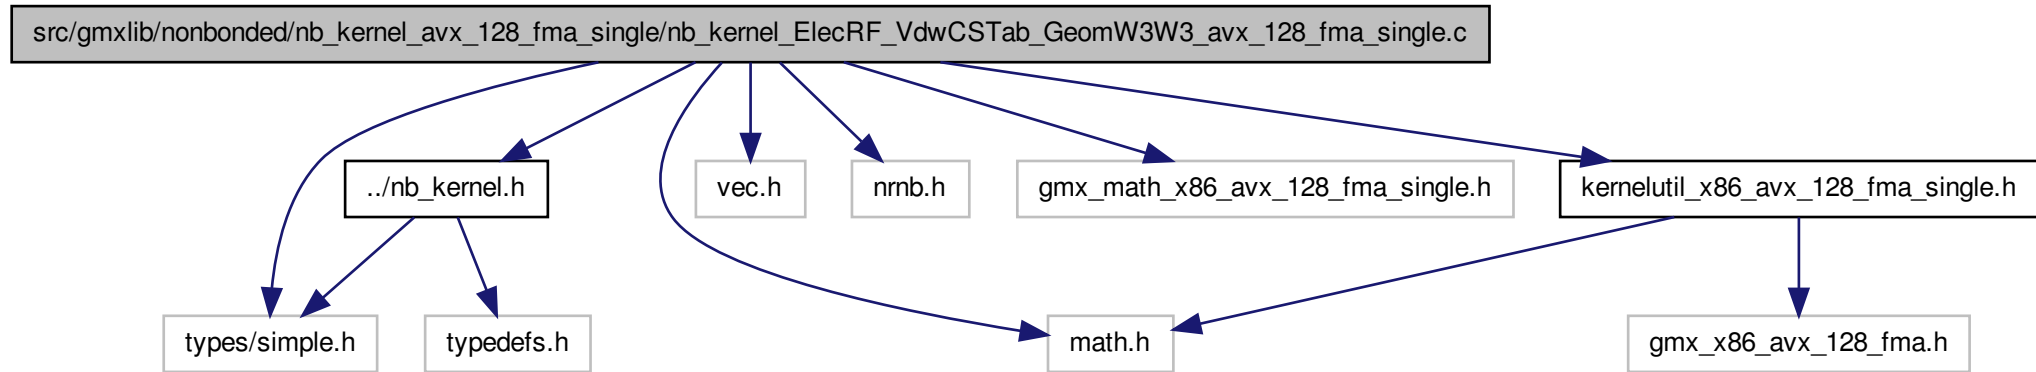 src/gmxlib/nonbonded/nb_kernel_avx_128_fma_single/nb_kernel_ElecRF_VdwCSTab_GeomW3W3_avx_128_fma_single.c
../nb_kernel.h
vec.h
nrnb.h
gmx_math_x86_avx_128_fma_single.h
kernelutil_x86_avx_128_fma_single.h
types/simple.h
typedefs.h
math.h
gmx_x86_avx_128_fma.h